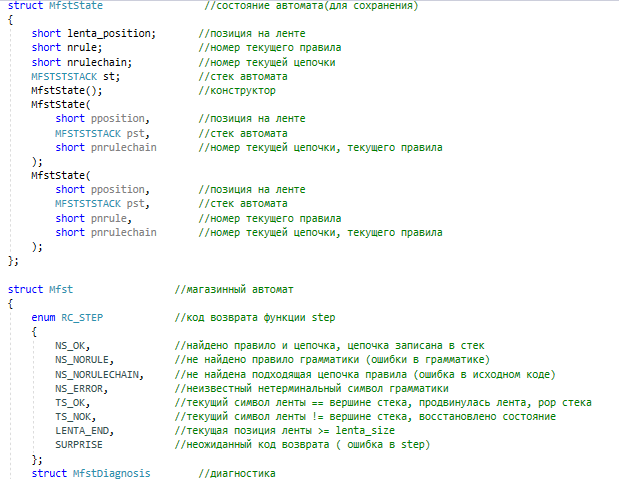 struct MfstState //состояние автомата(для сохранения)
{
short lenta_position; //позиция на ленте
short nrule; //номер текущего правила
short nrulechain; //номер текущей цепочки
MFSTSTSTACK st; //стек автомата
MfstState(); //конструктор
MfstState(
short pposition, //позиция на ленте
MFSTSTSTACK pst, //стек автомата
short pnrulechain //номер текущей цепочки, текущего правила
);
MfstState(
short pposition, //позиция на ленте
MFSTSTSTACK pst, //стек автомата
short pnrule, //номер текущего правила
short pnrulechain //номер текущей цепочки, текущего правила
);
};
struct Mfst //магазинный автомат
{
enum RC_STEP //код возврата функции step
{
NS_OK, //найдено правило и цепочка, цепочка записана в стек
NS_NORULE, //не найдено правило грамматики (ошибки в грамматике)
NS_NORULECHAIN, //не найдена подходящая цепочка правила (ошибка в исходном коде)
NS_ERROR, //неизвестный нетерминальный символ грамматики
TS_OK, //текущий символ ленты == вершине стека, продвинулась лента, pop стека
TS_NOK, //текущий символ ленты != вершине стека, восстановлено состояние
LENTA_END, //текущая позиция ленты >= lenta_size
SURPRISE //неожиданный код возврата ( ошибка в step)
};
struct MfstDiagnosis //диагностика